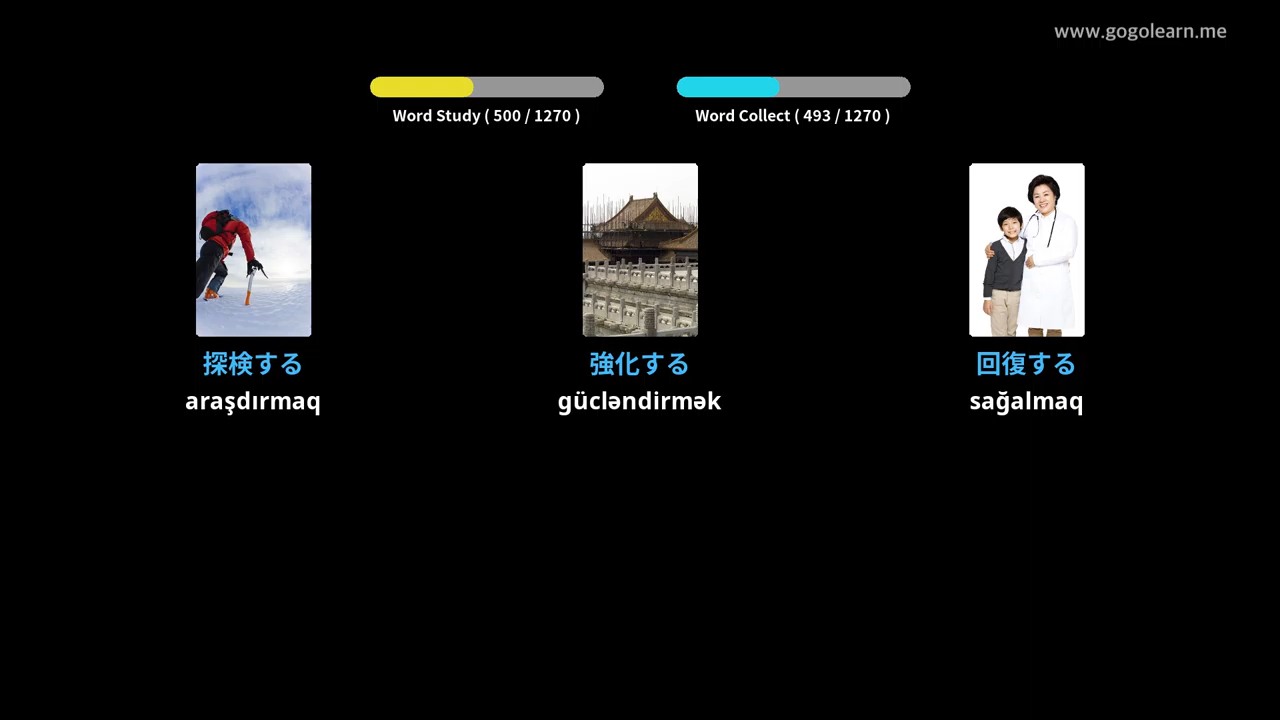 www.gogolearn.me
Word Study ( 500 / 1270 )
Word Collect ( 493 / 1270 )
探検する
強化する
回復する
araşdırmaq
gücləndirmək
sağalmaq